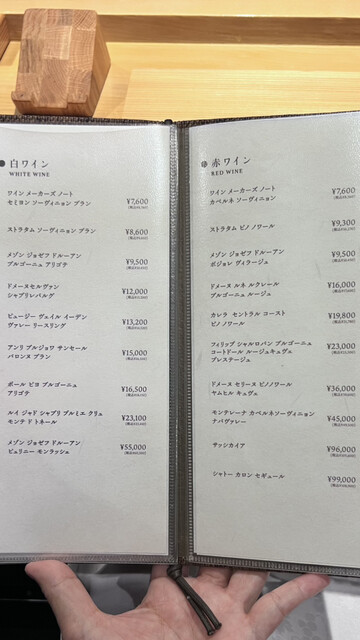 白ワイン
WHITE WINE
ワイン メーカーズ ノート
セミヨン ソーヴィニョン ブラン
¥7,600
ストラタム ソーヴィニョン ブラン
¥8,600
メゾン ジョゼフ ドルーアン
ブルゴーニュ アリゴテ
¥9,500
ドメーヌセルヴァン
シャブリレパルグ
¥12,000
ピュージー ヴェイル イーデン
ヴァレー リースリング
¥13,200
アンリ ブルジョワ サンセール
バロンヌ ブラン
¥15,000
ポール ピヨ ブルゴーニュ
アリゴテ
¥16,500
ルイ ジャド シャブリ プルミエ クリュ
モンテ ド トネール
¥23,100
メゾン ジョゼフ ドルーアン
ピュリニー モンラッシェ
¥55,000
赤ワイン
RED WINE
ワイン メーカーズ ノート
カベルネ ソーヴィニョン
¥7,600
ストラタム ピノ ノワール
¥9,300
メゾン ジョゼフ ドルーアン
ボジョレ ヴィラージュ
¥9,500
ドメーヌ ルネ ルクレール
ブルゴーニュ ルージュ
¥16,000
カレラ セントラル コースト
ピノ ノワール
¥19,800
フィリップ シャルロパン ブルゴーニュ
コートドール ルージュキュヴェ
プレステージュ
¥23,000
ドメーヌ セリーヌ ピノノワール
ヤムヒル キュヴェ
¥36,000
モンテレーナ カベルネソーヴィニョン
ナパヴァレー
¥45,000
サッシカイア
¥96,000
シャトー カロン セギュール
¥99,000